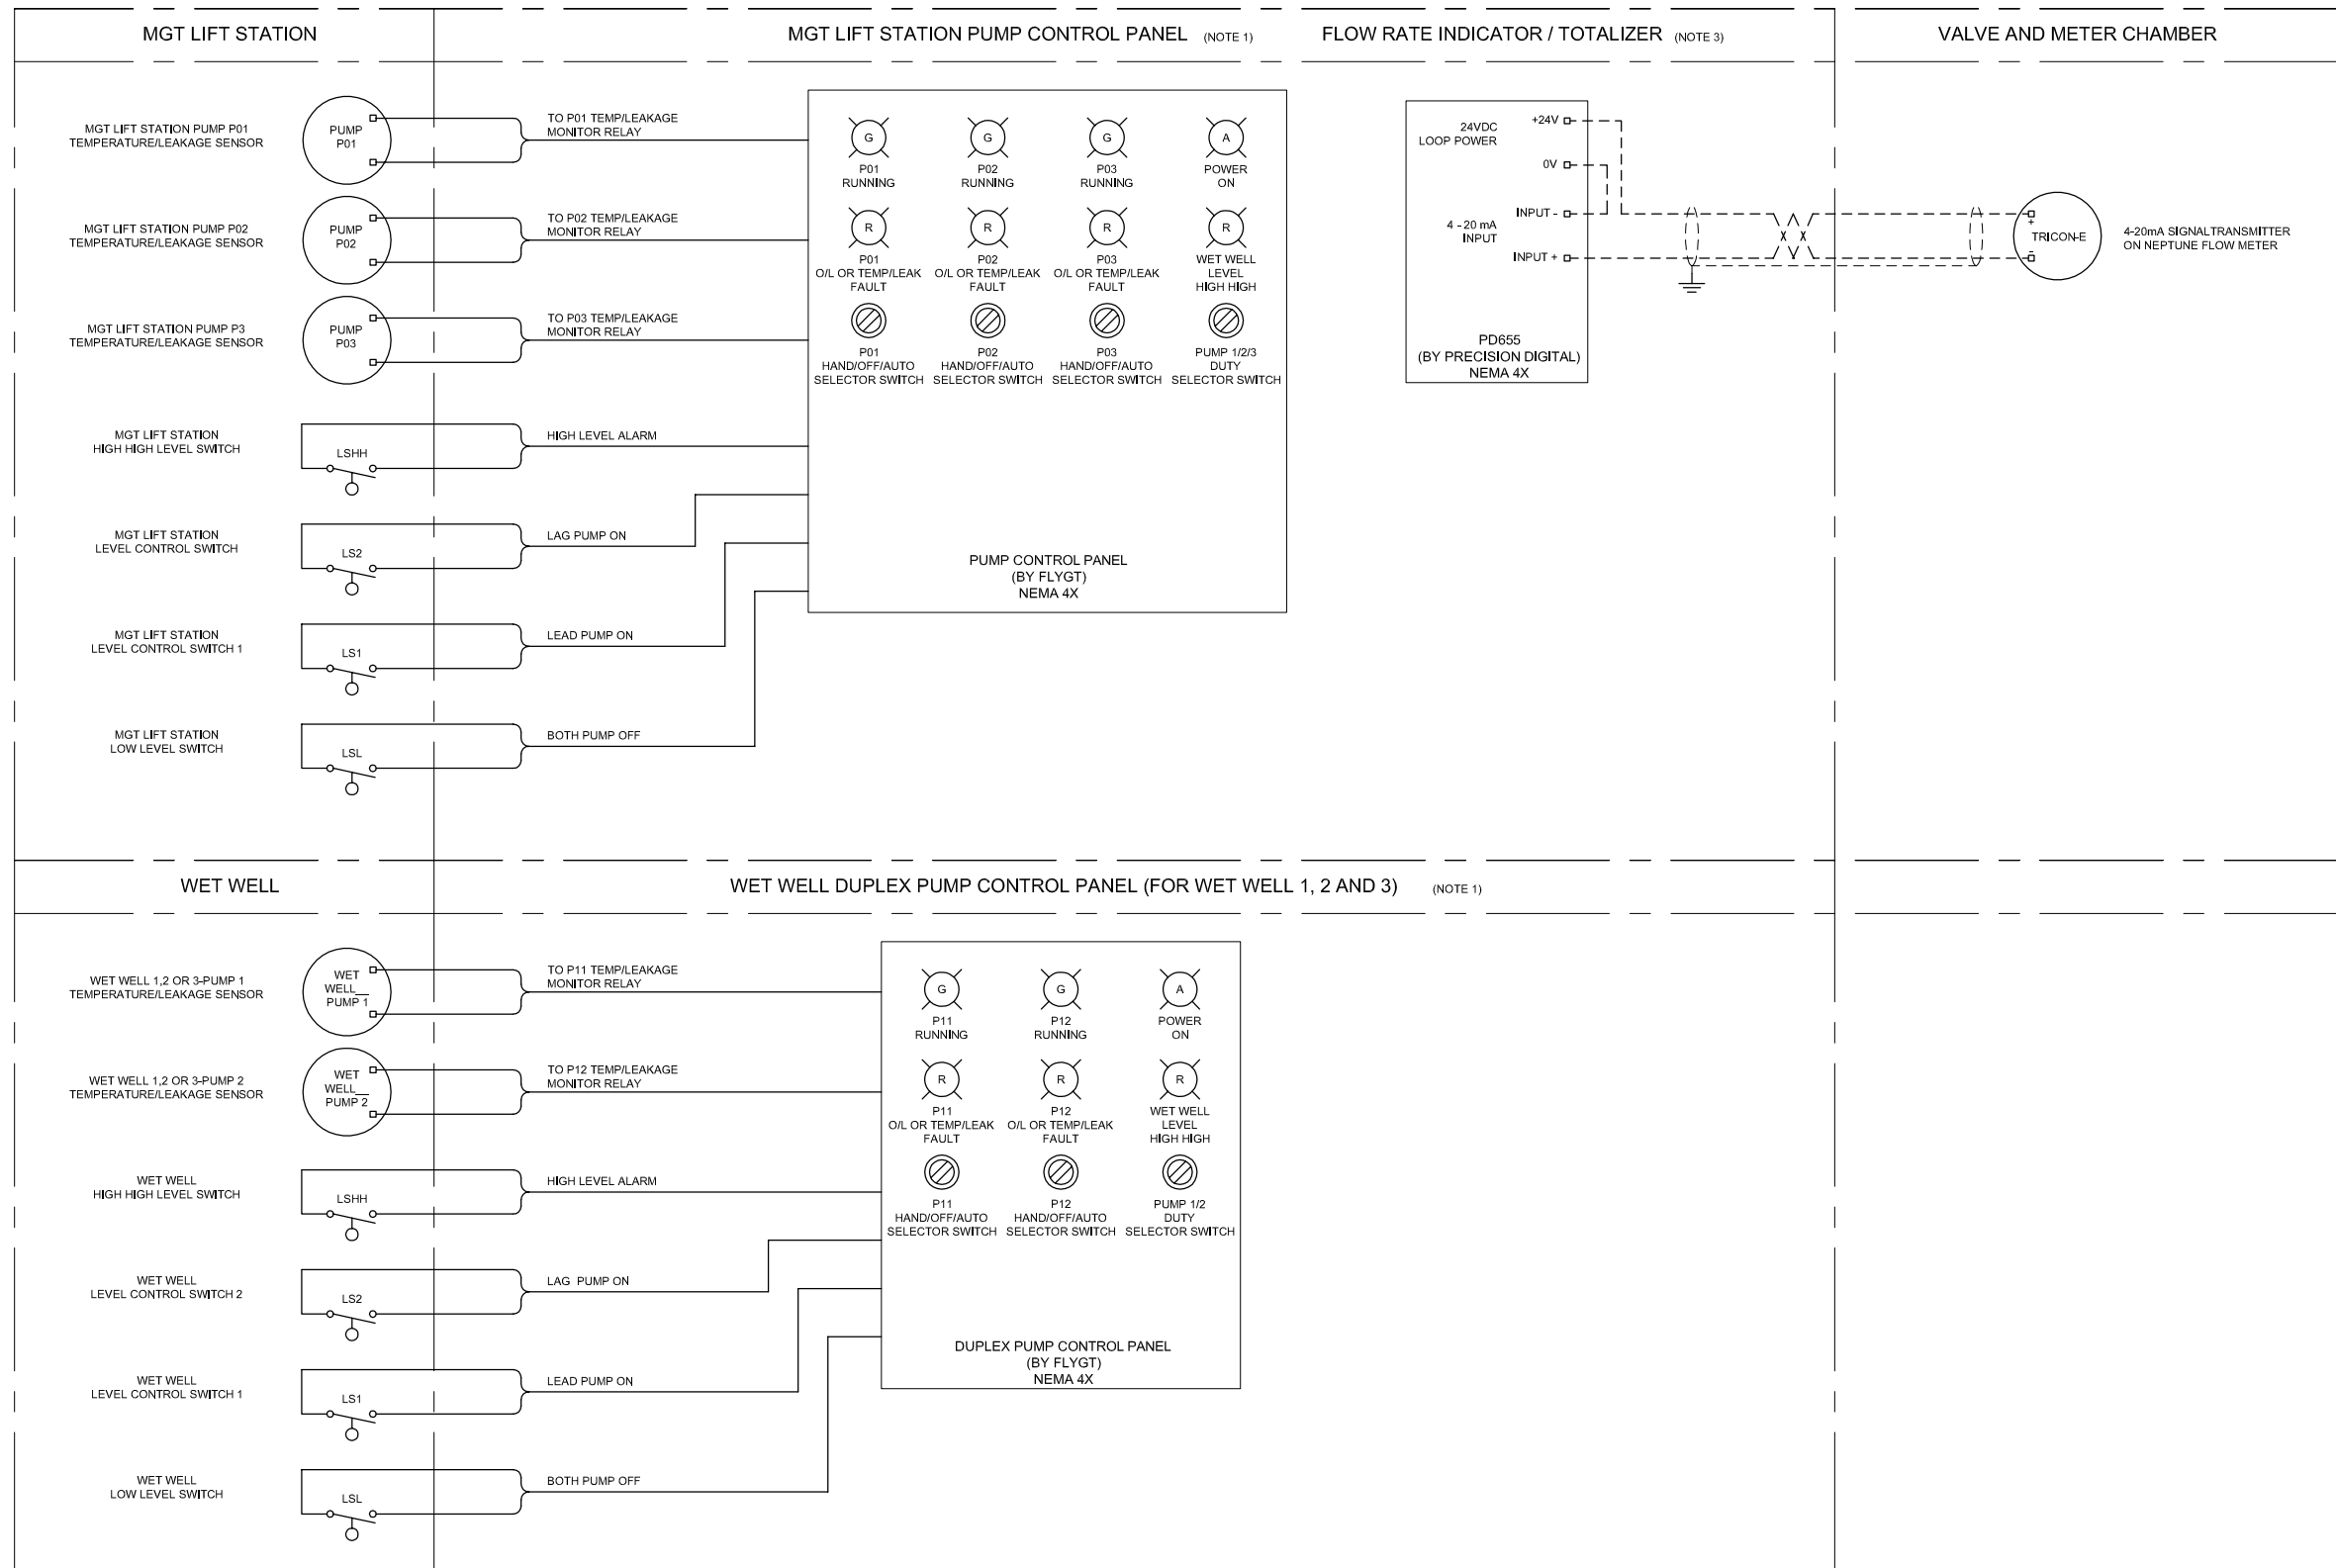 MGT LIFT STATION
MGT LIFT STATION PUMP CONTROL PANEL (NOTE 1)
FLOW RATE INDICATOR / TOTALIZER (NOTE 3)
VALVE AND METER CHAMBER
MGT LIFT STATION PUMP P01
TEMPERATURE/LEAKAGE SENSOR
PUMP
P01
TO P01 TEMP/LEAKAGE
MONITOR RELAY
MGT LIFT STATION PUMP P02
TEMPERATURE/LEAKAGE SENSOR
PUMP
P02
TO P02 TEMP/LEAKAGE
MONITOR RELAY
MGT LIFT STATION PUMP P3
TEMPERATURE/LEAKAGE SENSOR
PUMP
P03
TO P03 TEMP/LEAKAGE
MONITOR RELAY
MGT LIFT STATION
HIGH HIGH LEVEL SWITCH
LSHH
HIGH LEVEL ALARM
MGT LIFT STATION
LEVEL CONTROL SWITCH
LS2
LAG PUMP ON
MGT LIFT STATION
LEVEL CONTROL SWITCH 1
LS1
LEAD PUMP ON
MGT LIFT STATION
LOW LEVEL SWITCH
LSL
BOTH PUMP OFF
G
P01
RUNNING
G
P02
RUNNING
G
P03
RUNNING
A
POWER
ON
R
P01
O/L OR TEMP/LEAK
FAULT
R
P02
O/L OR TEMP/LEAK
FAULT
R
P03
O/L OR TEMP/LEAK
FAULT
R
WET WELL
LEVEL
HIGH HIGH
P01
HAND/OFF/AUTO
SELECTOR SWITCH
P02
HAND/OFF/AUTO
SELECTOR SWITCH
P03
HAND/OFF/AUTO
SELECTOR SWITCH
PUMP 1/2/3
DUTY
SELECTOR SWITCH
PUMP CONTROL PANEL
(BY FLYGT)
NEMA 4X
24VDC
LOOP POWER
+24V
0V
4 - 20 mA
INPUT
INPUT -
INPUT +
PD655
(BY PRECISION DIGITAL)
NEMA 4X
+
TRICON-E
-
4-20mA SIGNALTRANSMITTER
ON NEPTUNE FLOW METER
WET WELL
WET WELL DUPLEX PUMP CONTROL PANEL (FOR WET WELL 1, 2 AND 3) (NOTE 1)
WET WELL 1,2 OR 3-PUMP 1
TEMPERATURE/LEAKAGE SENSOR
WET
WELL__
PUMP 1
TO P11 TEMP/LEAKAGE
MONITOR RELAY
WET WELL 1,2 OR 3-PUMP 2
TEMPERATURE/LEAKAGE SENSOR
WET
WELL__
PUMP 2
TO P12 TEMP/LEAKAGE
MONITOR RELAY
WET WELL
HIGH HIGH LEVEL SWITCH
LSHH
HIGH LEVEL ALARM
WET WELL
LEVEL CONTROL SWITCH 2
LS2
LAG PUMP ON
WET WELL
LEVEL CONTROL SWITCH 1
LS1
LEAD PUMP ON
WET WELL
LOW LEVEL SWITCH
LSL
BOTH PUMP OFF
G
P11
RUNNING
G
P12
RUNNING
A
POWER
ON
R
P11
O/L OR TEMP/LEAK
FAULT
R
P12
O/L OR TEMP/LEAK
FAULT
R
WET WELL
LEVEL
HIGH HIGH
P11
HAND/OFF/AUTO
SELECTOR SWITCH
P12
HAND/OFF/AUTO
SELECTOR SWITCH
PUMP 1/2
DUTY
SELECTOR SWITCH
DUPLEX PUMP CONTROL PANEL
(BY FLYGT)
NEMA 4X